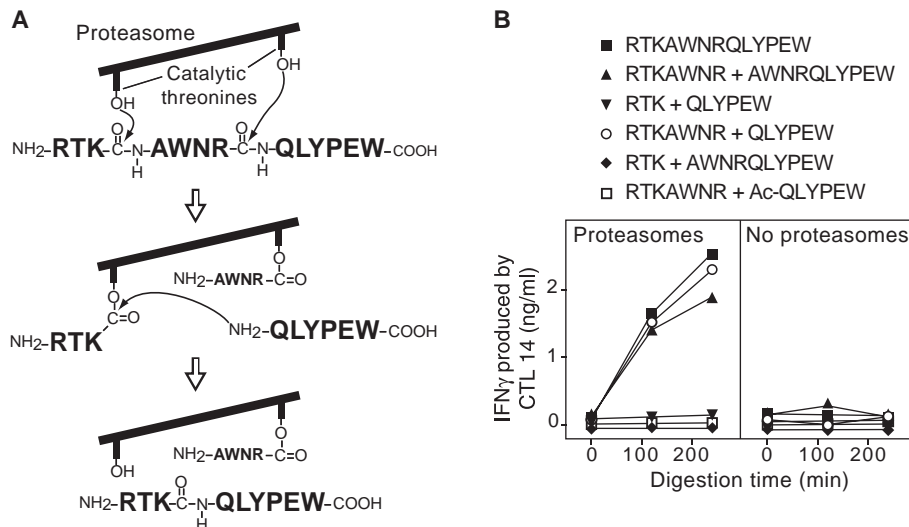 A
Proteasome
OH
OH
Catalytic
threonines
O
O
NH2-RTK-C-N-AWNR-C-N-QLYPEW-COOH
H
H
O
NH2-AWNR-C=O
O
C=O
NH2-RTK
NH2-QLYPEW-COOH
O
NH2-AWNR-C=O
OH
O
NH2-RTK-C-N-QLYPEW-COOH
H
B
RTKAWNRQLYPEW
RTKAWNR + AWNRQLYPEW
RTK + QLYPEW
RTKAWNR + QLYPEW
RTK + AWNRQLYPEW
RTKAWNR + Ac-QLYPEW
Proteasomes
No proteasomes
IFNγ produced by
CTL 14 (ng/ml)
2
1
0
0 100 200
0 100 200
Digestion time (min)